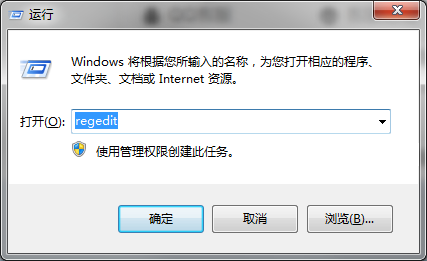 运行
Windows 将根据您所输入的名称，为您打开相应的程序、
文件夹、文档或 Internet 资源。
打开(O): regedit
使用管理权限创建此任务。
确定 取消 浏览(B)...